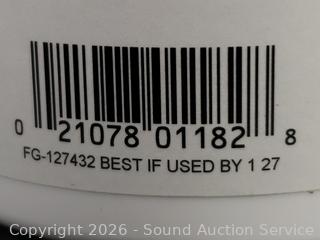 0 21078 01182 8
FG-127432 BEST IF USED BY 1 27
Copyright 2026 - Sound Auction Service